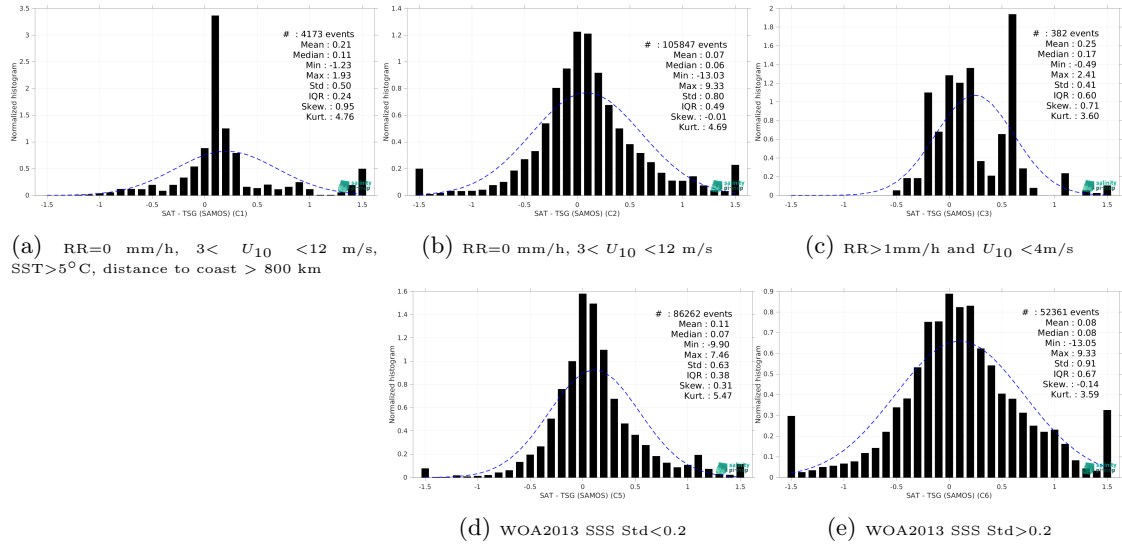 3.5
3
2.5
2
1.5
1
0.5
0
Normalized histogram
# : 4173 events
Mean : 0.21
Median : 0.11
Min : -1.23
Max : 1.93
Std : 0.50
IQR : 0.24
Skew. : 0.95
Kurt. : 4.76
-1.5 -1 -0.5 0 0.5 1 1.5
SAT - TSG (SAMOS) (C1)
(a) RR=0 mm/h, 3< U10 <12 m/s,
SST>5°C, distance to coast > 800 km
1.4
1.2
1
0.8
0.6
0.4
0.2
0
Normalized histogram
# : 105847 events
Mean : 0.07
Median : 0.06
Min : -13.03
Max : 9.33
Std : 0.80
IQR : 0.49
Skew. : -0.01
Kurt. : 4.69
-1.5 -1 -0.5 0 0.5 1 1.5
SAT - TSG (SAMOS) (C2)
(b) RR=0 mm/h, 3< U10 <12 m/s
2
1.8
1.6
1.4
1.2
1
0.8
0.6
0.4
0.2
0
Normalized histogram
# : 382 events
Mean : 0.25
Median : 0.17
Min : -0.49
Max : 2.41
Std : 0.41
IQR : 0.60
Skew. : 0.71
Kurt. : 3.60
-1.5 -1 -0.5 0 0.5 1 1.5
SAT - TSG (SAMOS) (C3)
(c) RR>1mm/h and U10 <4m/s
1.6
1.4
1.2
1
0.8
0.6
0.4
0.2
0
Normalized histogram
# : 86262 events
Mean : 0.11
Median : 0.07
Min : -9.90
Max : 7.46
Std : 0.63
IQR : 0.38
Skew. : 0.31
Kurt. : 5.47
-1.5 -1 -0.5 0 0.5 1 1.5
SAT - TSG (SAMOS) (C5)
(d) WOA2013 SSS Std<0.2
0.9
0.8
0.7
0.6
0.5
0.4
0.3
0.2
0.1
0
Normalized histogram
# : 52361 events
Mean : 0.08
Median : 0.08
Min : -13.05
Max : 9.33
Std : 0.91
IQR : 0.67
Skew. : -0.14
Kurt. : 3.59
-1.5 -1 -0.5 0 0.5 1 1.5
SAT - TSG (SAMOS) (C6)
(e) WOA2013 SSS Std>0.2